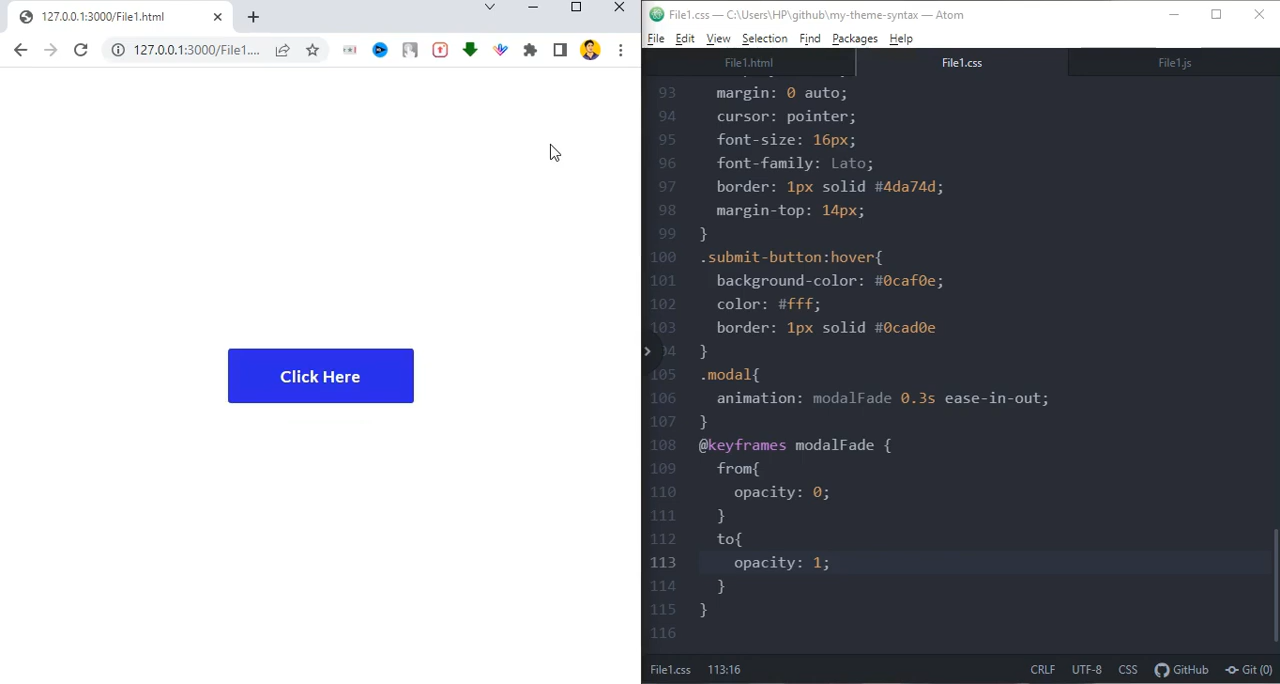 127.0.0.1:3000/File1.html
127.0.0.1:3000/File1....
Click Here
File1.css — C:\Users\HP\github\my-theme-syntax — Atom
File Edit View Selection Find Packages Help
File1.html File1.css File1.js
93 margin: 0 auto;
94 cursor: pointer;
95 font-size: 16px;
96 font-family: Lato;
97 border: 1px solid #4da74d;
98 margin-top: 14px;
99 }
100 .submit-button:hover{
101 background-color: #0caf0e;
102 color: #fff;
103 border: 1px solid #0cad0e
04 }
105 .modal{
106 animation: modalFade 0.3s ease-in-out;
107 }
108 @keyframes modalFade {
109 from{
110 opacity: 0;
111 }
112 to{
113 opacity: 1;
114 }
115 }
116
File1.css 113:16 CRLF UTF-8 CSS GitHub Git (0)